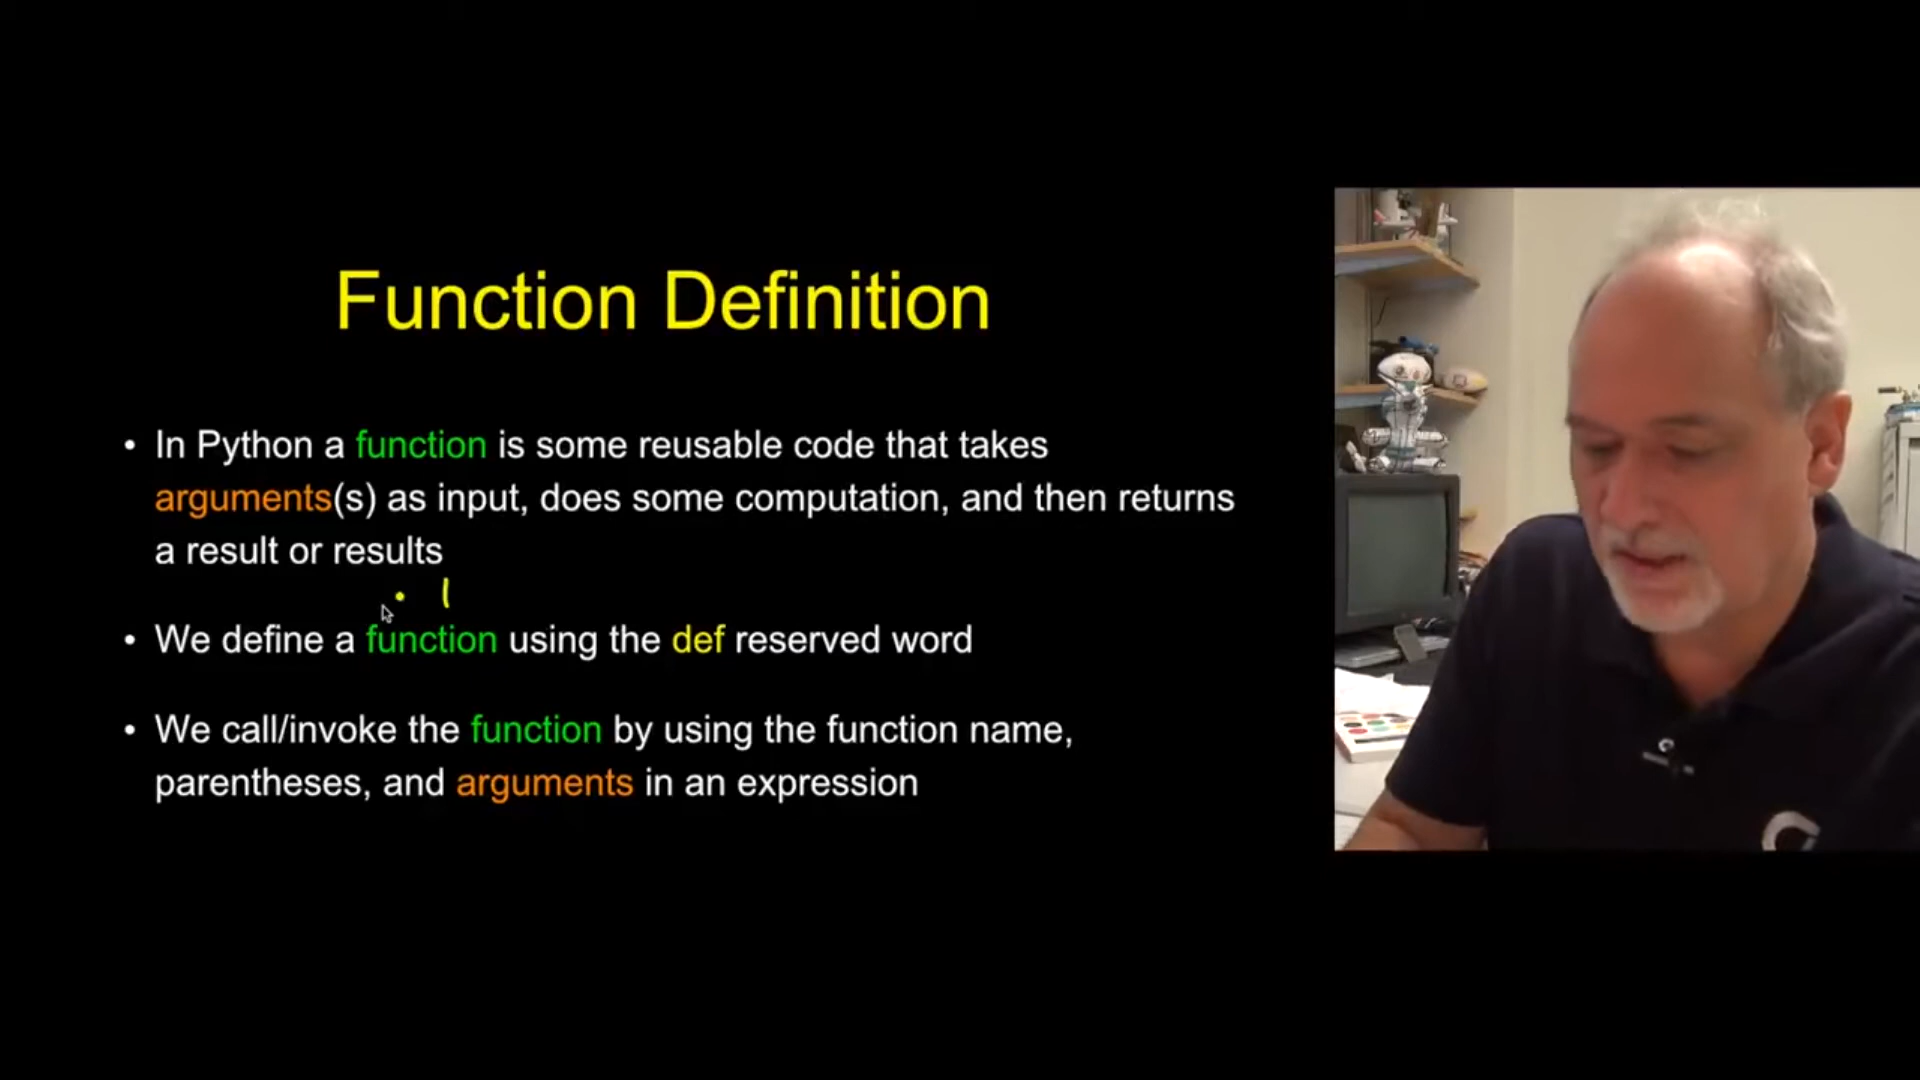 Function Definition
• In Python a function is some reusable code that takes
arguments(s) as input, does some computation, and then returns
a result or results
• We define a function using the def reserved word
• We call/invoke the function by using the function name,
parentheses, and arguments in an expression